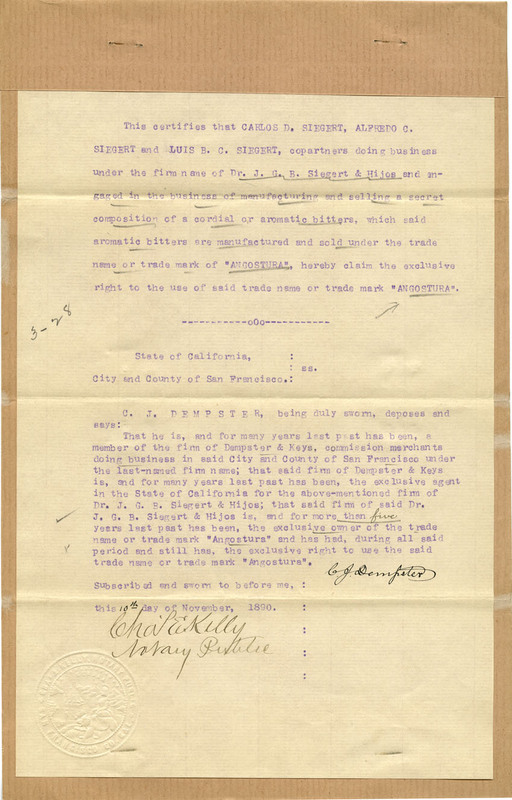 This certifies that CARLOS D. SIEGERT, ALFREDO C.
SIEGERT and LUIS B. C. SIEGERT, copartners doing business
under the firm name of Dr. J. G. B. Siegert & Hijos and en-
gaged in the business of manufacturing and selling a secret
composition of a cordial or aromatic bitters, which said
aromatic bitters are manufactured and sold under the trade
name or trade mark of "ANGOSTURA", hereby claim the exclusive
right to the use of said trade name or trade mark "ANGOSTURA".
-----------oOo-----------
3-28
State of California, :
: ss.
City and County of San Francisco.:
C. J. DEMPSTER, being duly sworn, deposes and
says:
That he is, and for many years last past has been, a
member of the firm of Dempster & Keys, commission merchants
doing business in said City and County of San Francisco under
the last-named firm name; that said firm of Dempster & Keys
is, and for many years last past has been, the exclusive agent
in the State of California for the above-mentioned firm of
Dr. J. G. B. Siegert & Hijos; that said firm of said Dr.
J. G. B. Siegert & Hijos is, and for more than five
years last past has been, the exclusive owner of the trade
name or trade mark "Angostura" and has had, during all said
period and still has, the exclusive right to use the said
trade name or trade mark "Angostura".
C J Dempster
Subscribed and sworn to before me, :
:
this 19th day of November, 1890. :
Chas E Kelly :
Notary Public :
:
: